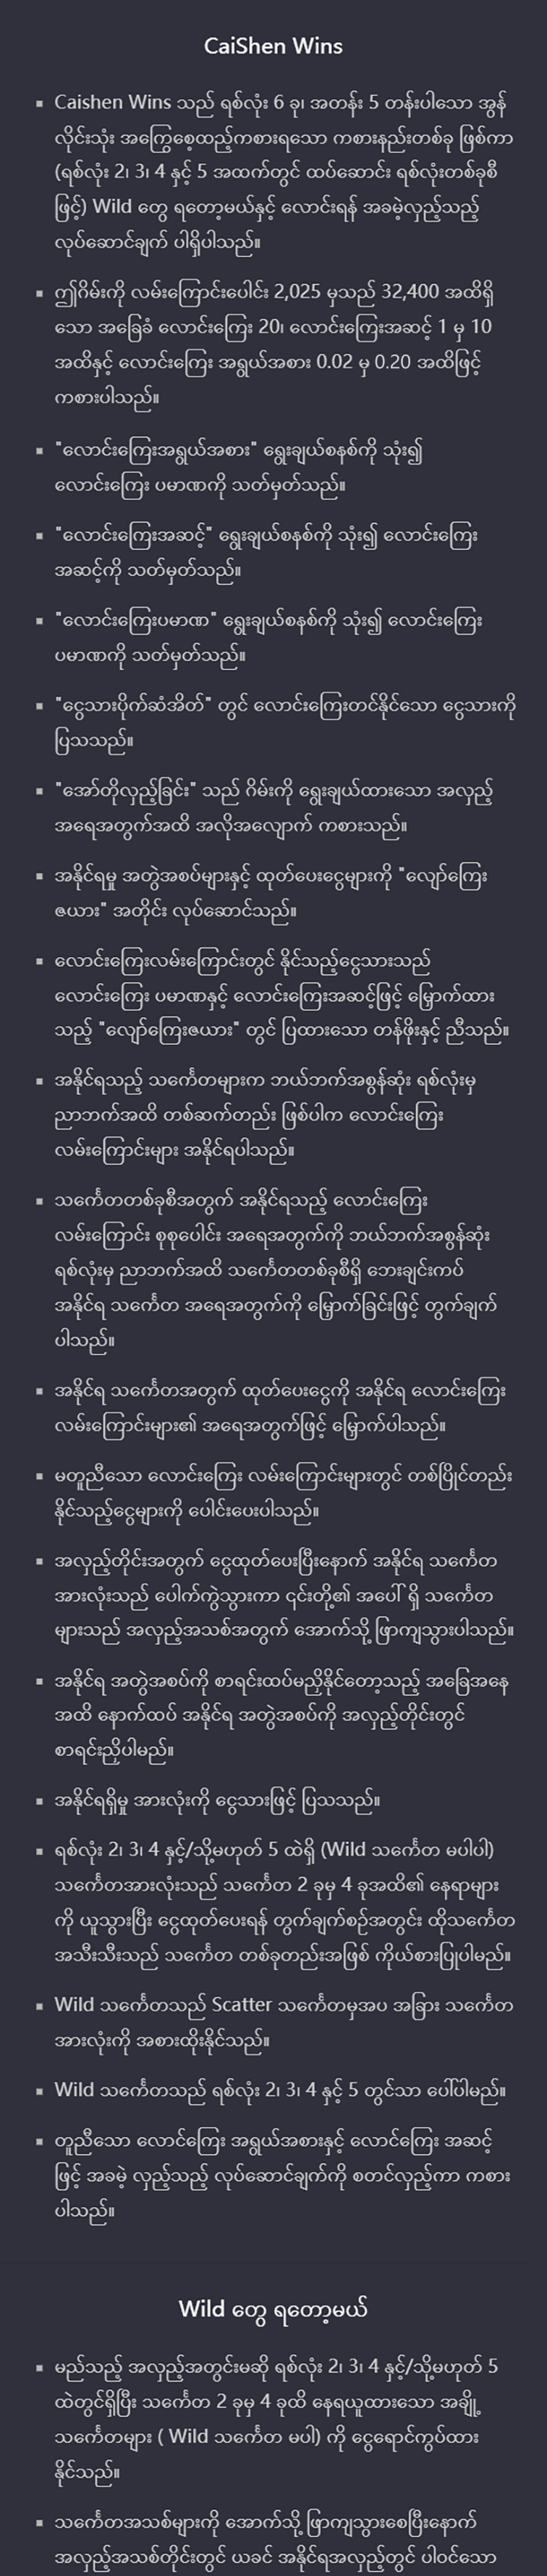 CaiShen Wins
▪ Caishen Wins သည် ရစ်လုံး 6 ခု၊ အတန်း 5 တန်းပါသော အွန်
လိုင်းသုံး အကြွေစေ့ထည့်ကစားရသော ကစားနည်းတစ်ခု ဖြစ်ကာ
(ရစ်လုံး 2၊ 3၊ 4 နှင့် 5 အထက်တွင် ထပ်ဆောင်း ရစ်လုံးတစ်ခုစီ
ဖြင့်) Wild တွေ ရတော့မယ်နှင့် လောင်းရန် အခမဲ့လှည့်သည့်
လုပ်ဆောင်ချက် ပါရှိပါသည်။
▪ ဤဂိမ်းကို လမ်းကြောင်းပေါင်း 2,025 မှသည် 32,400 အထိရှိ
သော အခြေခံ လောင်းကြေး 20၊ လောင်းကြေးအဆင့် 1 မှ 10
အထိနှင့် လောင်းကြေး အရွယ်အစား 0.02 မှ 0.20 အထိဖြင့်
ကစားပါသည်။
▪ "လောင်းကြေးအရွယ်အစား" ရွေးချယ်စနစ်ကို သုံး၍
လောင်းကြေး ပမာဏကို သတ်မှတ်သည်။
▪ "လောင်းကြေးအဆင့်" ရွေးချယ်စနစ်ကို သုံး၍ လောင်းကြေး
အဆင့်ကို သတ်မှတ်သည်။
▪ "လောင်းကြေးပမာဏ" ရွေးချယ်စနစ်ကို သုံး၍ လောင်းကြေး
ပမာဏကို သတ်မှတ်သည်။
▪ "ငွေသားပိုက်ဆံအိတ်" တွင် လောင်းကြေးတင်နိုင်သော ငွေသားကို
ပြသသည်။
▪ "အော်တိုလှည့်ခြင်း" သည် ဂိမ်းကို ရွေးချယ်ထားသော အလှည့်
အရေအတွက်အထိ အလိုအလျောက် ကစားသည်။
▪ အနိုင်ရမှု အတွဲအစပ်များနှင့် ထုတ်ပေးငွေများကို "လျော်ကြေး
ဇယား" အတိုင်း လုပ်ဆောင်သည်။
▪ လောင်းကြေးလမ်းကြောင်းတွင် နိုင်သည့်ငွေသားသည်
လောင်းကြေး ပမာဏနှင့် လောင်းကြေးအဆင့်ဖြင့် မြှောက်ထား
သည့် "လျော်ကြေးဇယား" တွင် ပြထားသော တန်ဖိုးနှင့် ညီသည်။
▪ အနိုင်ရသည့် သင်္ကေတများက ဘယ်ဘက်အစွန်ဆုံး ရစ်လုံးမှ
ညာဘက်အထိ တစ်ဆက်တည်း ဖြစ်ပါက လောင်းကြေး
လမ်းကြောင်းများ အနိုင်ရပါသည်။
▪ သင်္ကေတတစ်ခုစီအတွက် အနိုင်ရသည့် လောင်းကြေး
လမ်းကြောင်း စုစုပေါင်း အရေအတွက်ကို ဘယ်ဘက်အစွန်ဆုံး
ရစ်လုံးမှ ညာဘက်အထိ သင်္ကေတတစ်ခုစီရှိ ဘေးချင်းကပ်
အနိုင်ရ သင်္ကေတ အရေအတွက်ကို မြှောက်ခြင်းဖြင့် တွက်ချက်
ပါသည်။
▪ အနိုင်ရ သင်္ကေတအတွက် ထုတ်ပေးငွေကို အနိုင်ရ လောင်းကြေး
လမ်းကြောင်းများ၏ အရေအတွက်ဖြင့် မြှောက်ပါသည်။
▪ မတူညီသော လောင်းကြေး လမ်းကြောင်းများတွင် တစ်ပြိုင်တည်း
နိုင်သည့်ငွေများကို ပေါင်းပေးပါသည်။
▪ အလှည့်တိုင်းအတွက် ငွေထုတ်ပေးပြီးနောက် အနိုင်ရ သင်္ကေတ
အားလုံးသည် ပေါက်ကွဲသွားကာ ၎င်းတို့၏ အပေါ် ရှိ သင်္ကေတ
များသည် အလှည့်အသစ်အတွက် အောက်သို့ ဖြာကျသွားပါသည်။
▪ အနိုင်ရ အတွဲအစပ်ကို စာရင်းထပ်မညှိနိုင်တော့သည့် အခြေအနေ
အထိ နောက်ထပ် အနိုင်ရ အတွဲအစပ်ကို အလှည့်တိုင်းတွင်
စာရင်းညှိပါမည်။
▪ အနိုင်ရရှိမှု အားလုံးကို ငွေသားဖြင့် ပြသသည်။
▪ ရစ်လုံး 2၊ 3၊ 4 နှင့်/သို့မဟုတ် 5 ထဲရှိ (Wild သင်္ကေတ မပါပါ)
သင်္ကေတအားလုံးသည် သင်္ကေတ 2 ခုမှ 4 ခုအထိ၏ နေရာများ
ကို ယူသွားပြီး ငွေထုတ်ပေးရန် တွက်ချက်စဉ်အတွင်း ထိုသင်္ကေတ
အသီးသီးသည် သင်္ကေတ တစ်ခုတည်းအဖြစ် ကိုယ်စားပြုပါမည်။
▪ Wild သင်္ကေတသည် Scatter သင်္ကေတမှအပ အခြား သင်္ကေတ
အားလုံးကို အစားထိုးနိုင်သည်။
▪ Wild သင်္ကေတသည် ရစ်လုံး 2၊ 3၊ 4 နှင့် 5 တွင်သာ ပေါ်ပါမည်။
▪ တူညီသော လောင်ကြေး အရွယ်အစားနှင့် လောင်ကြေး အဆင့်
ဖြင့် အခမဲ့ လှည့်သည့် လုပ်ဆောင်ချက်ကို စတင်လှည့်ကာ ကစား
ပါသည်။
Wild တွေ ရတော့မယ်
▪ မည်သည့် အလှည့်အတွင်းမဆို ရစ်လုံး 2၊ 3၊ 4 နှင့်/သို့မဟုတ် 5
ထဲတွင်ရှိပြီး သင်္ကေတ 2 ခုမှ 4 ခုထိ နေရယူထားသော အချို့
သင်္ကေတများ ( Wild သင်္ကေတ မပါ) ကို ငွေရောင်ကွပ်ထား
နိုင်သည်။
▪ သင်္ကေတအသစ်များကို အောက်သို့ ဖြာကျသွားစေပြီးနောက်
အလှည့်အသစ်တိုင်းတွင် ယခင် အနိုင်ရအလှည့်တွင် ပါဝင်သော